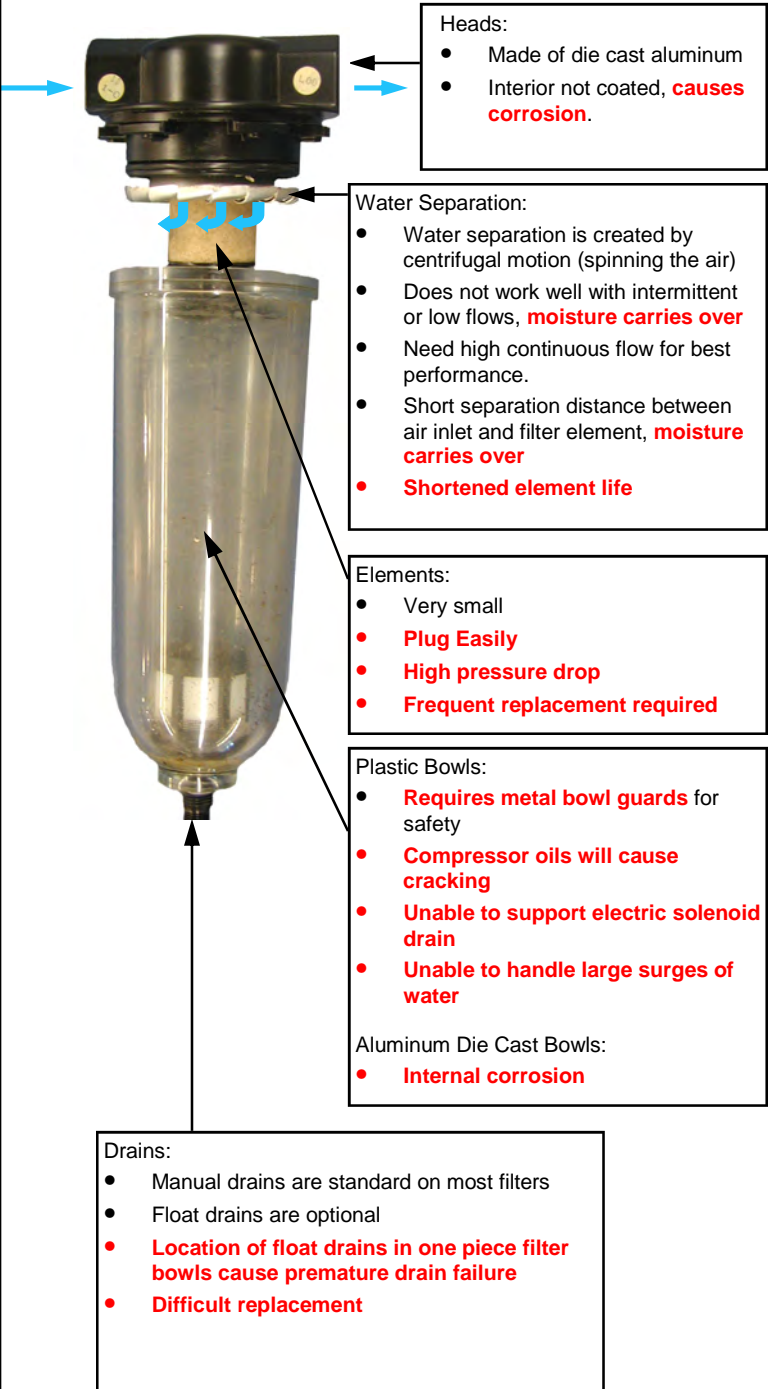 Heads:
• Made of die cast aluminum
• Interior not coated, causes
corrosion.
Water Separation:
• Water separation is created by
centrifugal motion (spinning the air)
• Does not work well with intermittent
or low flows, moisture carries over
• Need high continuous flow for best
performance.
• Short separation distance between
air inlet and filter element, moisture
carries over
• Shortened element life
Elements:
• Very small
• Plug Easily
• High pressure drop
• Frequent replacement required
Plastic Bowls:
• Requires metal bowl guards for
safety
• Compressor oils will cause
cracking
• Unable to support electric solenoid
drain
• Unable to handle large surges of
water
Aluminum Die Cast Bowls:
• Internal corrosion
Drains:
• Manual drains are standard on most filters
• Float drains are optional
• Location of float drains in one piece filter
bowls cause premature drain failure
• Difficult replacement